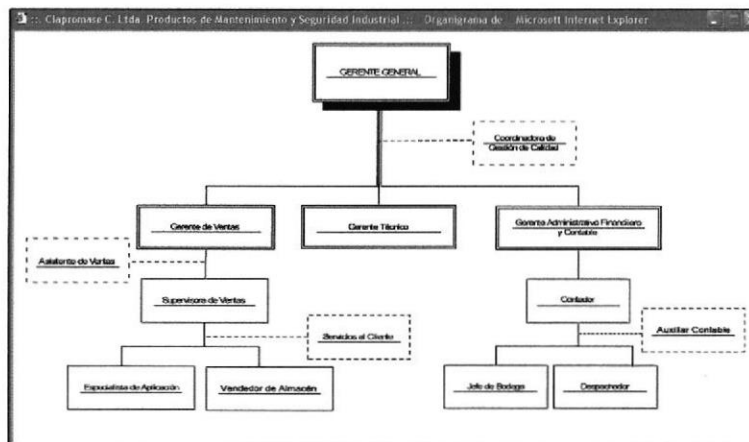 ::. Clapromase C. Ltda. Productos de Mantenimiento y Seguridad Industrial .:: Organigrama de Microsoft Internet Explorer
GERENTE GENERAL
Coordinadora de
Gestión de Calidad
Gerente de Ventas
Gerente Técnico
Gerente Administrativo Financiero
y Contable
Asistente de Ventas
Supervisora de Ventas
Contador
Servicios al Cliente
Auxiliar Contable
Especialista de Aplicación
Vendedor de Almacén
Jefe de Bodega
Despachador